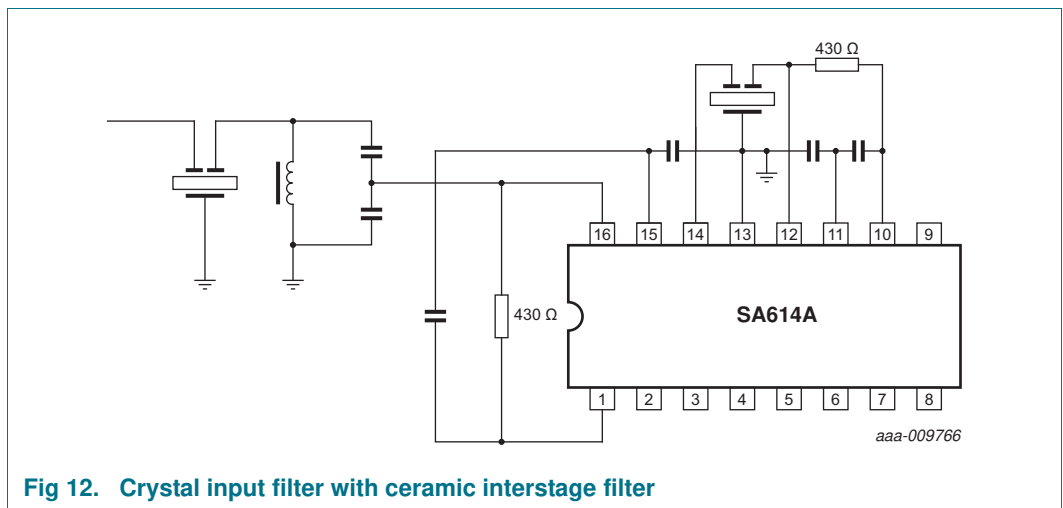 430 Ω
16 15 14 13 12 11 10 9
430 Ω
SA614A
1 2 3 4 5 6 7 8
aaa-009766
Fig 12. Crystal input filter with ceramic interstage filter